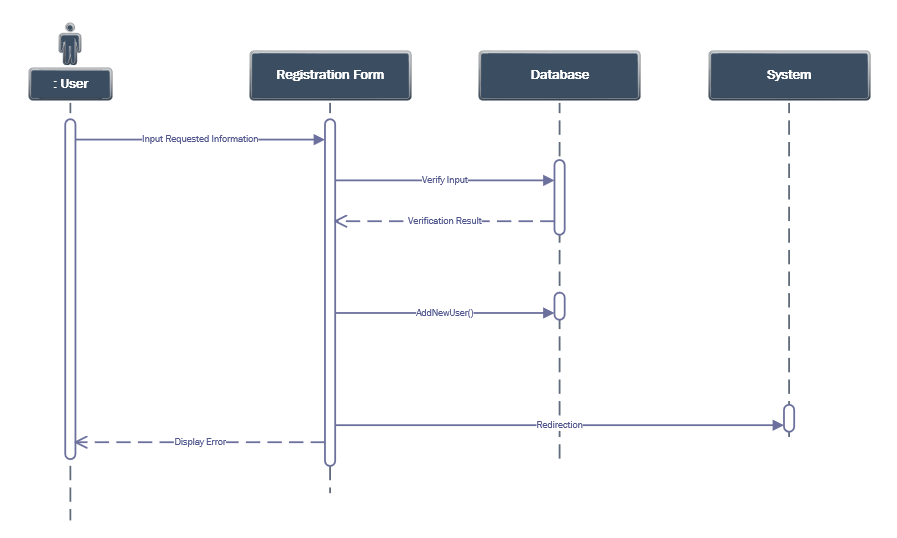 : User
Registration Form
Database
System
Input Requested Information
Verify Input
Verification Result
AddNewUser()
Redirection
Display Error